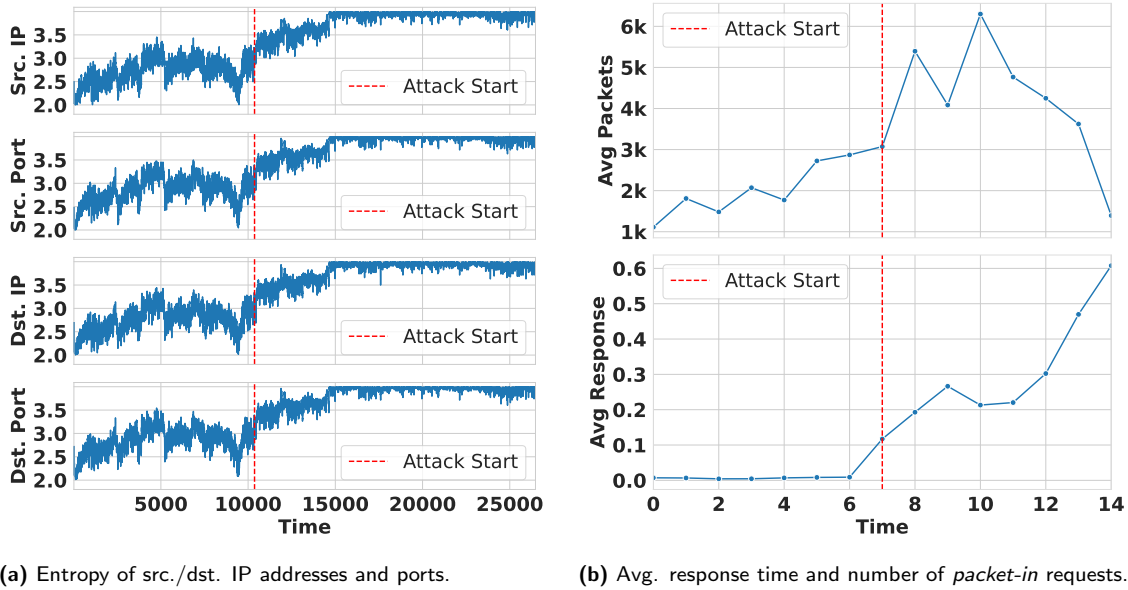 Src. IP
3.5
3.0
2.5
2.0
Attack Start
Src. Port
3.5
3.0
2.5
2.0
Attack Start
Dst. IP
3.5
3.0
2.5
2.0
Attack Start
Dst. Port
3.5
3.0
2.5
2.0
Attack Start
5000 10000 15000 20000 25000
Time
(a) Entropy of src./dst. IP addresses and ports.
Avg Packets
6k
5k
4k
3k
2k
1k
Attack Start
Avg Response
0.6
0.5
0.4
0.3
0.2
0.1
0.0
Attack Start
0 2 4 6 8 10 12 14
Time
(b) Avg. response time and number of packet-in requests.